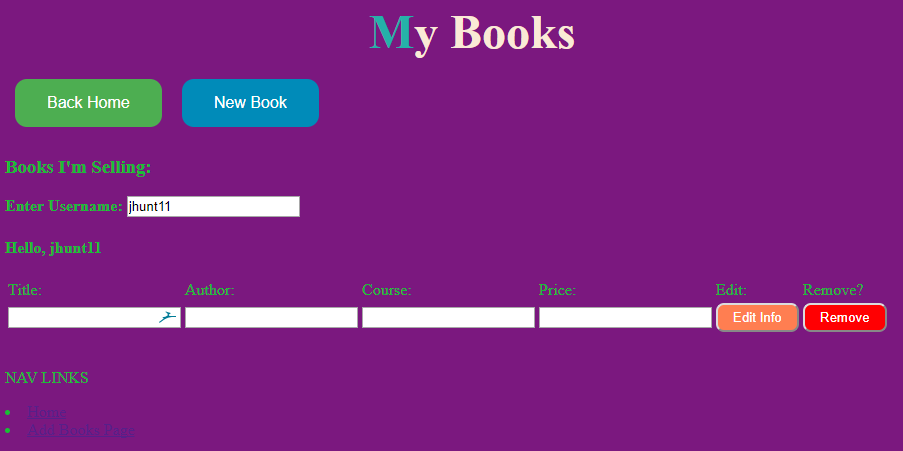 My Books
Back Home New Book
Books I'm Selling:
Enter Username: jhunt11
Hello, jhunt11
Title: Author: Course: Price: Edit: Remove?
Edit Info Remove
NAV LINKS
Home
Add Books Page